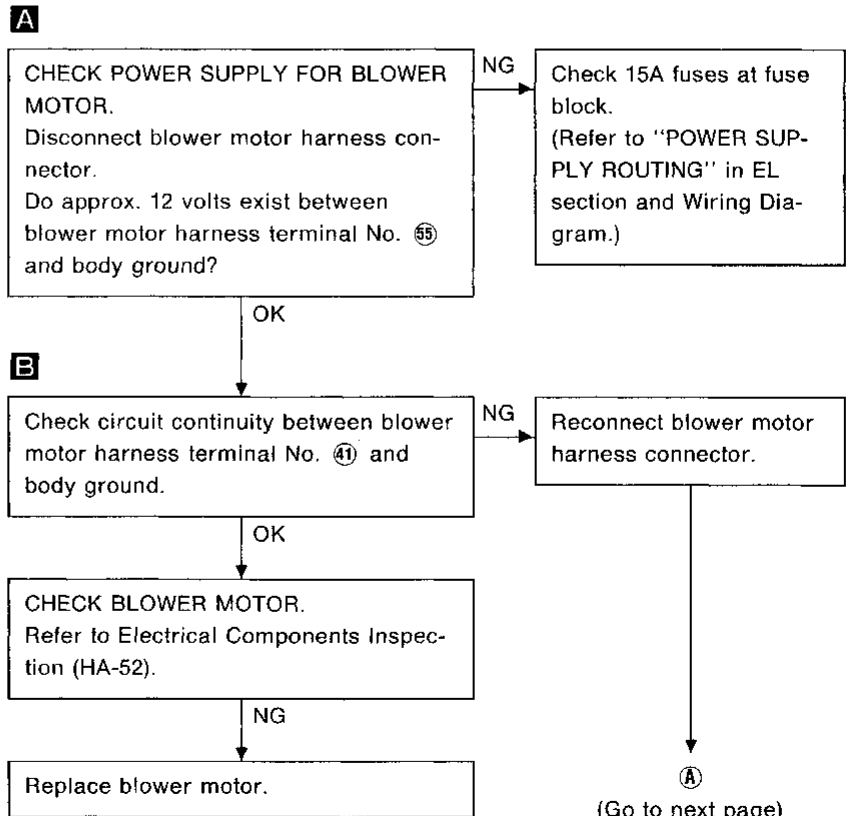 A
CHECK POWER SUPPLY FOR BLOWER
MOTOR.
Disconnect blower motor harness con-
nector.
Do approx. 12 volts exist between
blower motor harness terminal No. 55
and body ground?
NG
Check 15A fuses at fuse
block.
(Refer to "POWER SUP-
PLY ROUTING" in EL
section and Wiring Dia-
gram.)
OK
B
Check circuit continuity between blower
motor harness terminal No. 41 and
body ground.
NG
Reconnect blower motor
harness connector.
OK
CHECK BLOWER MOTOR.
Refer to Electrical Components Inspec-
tion (HA-52).
NG
Replace blower motor.
A
(Go to next page)